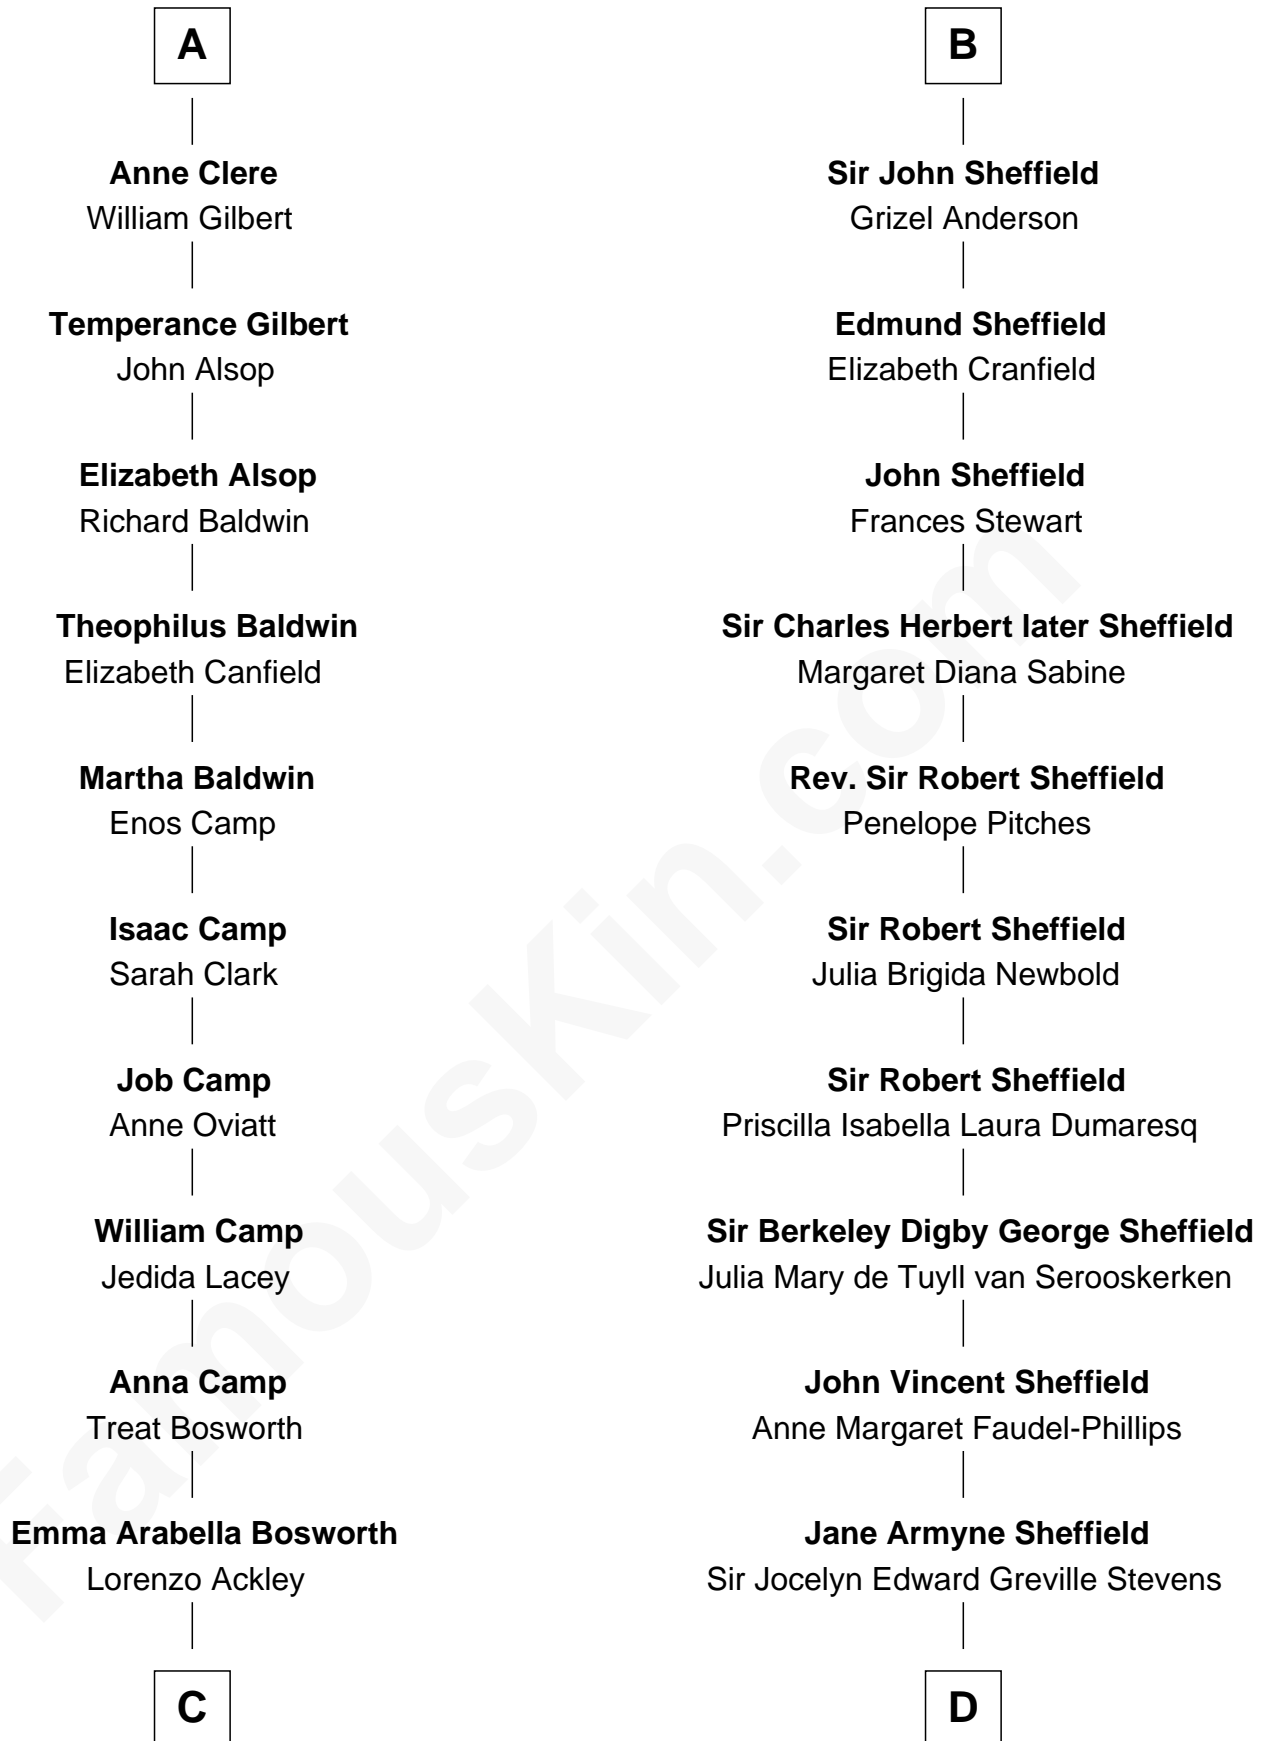 A
Anne Clere
William Gilbert
Temperance Gilbert
John Alsop
Elizabeth Alsop
Richard Baldwin
Theophilus Baldwin
Elizabeth Canfield
Martha Baldwin
Enos Camp
Isaac Camp
Sarah Clark
Job Camp
Anne Oviatt
William Camp
Jedida Lacey
Anna Camp
Treat Bosworth
Emma Arabella Bosworth
Lorenzo Ackley
C
B
Sir John Sheffield
Grizel Anderson
Edmund Sheffield
Elizabeth Cranfield
John Sheffield
Frances Stewart
Sir Charles Herbert later Sheffield
Margaret Diana Sabine
Rev. Sir Robert Sheffield
Penelope Pitches
Sir Robert Sheffield
Julia Brigida Newbold
Sir Robert Sheffield
Priscilla Isabella Laura Dumaresq
Sir Berkeley Digby George Sheffield
Julia Mary de Tuyll van Serooskerken
John Vincent Sheffield
Anne Margaret Faudel-Phillips
Jane Armyne Sheffield
Sir Jocelyn Edward Greville Stevens
D
FamousKin.com